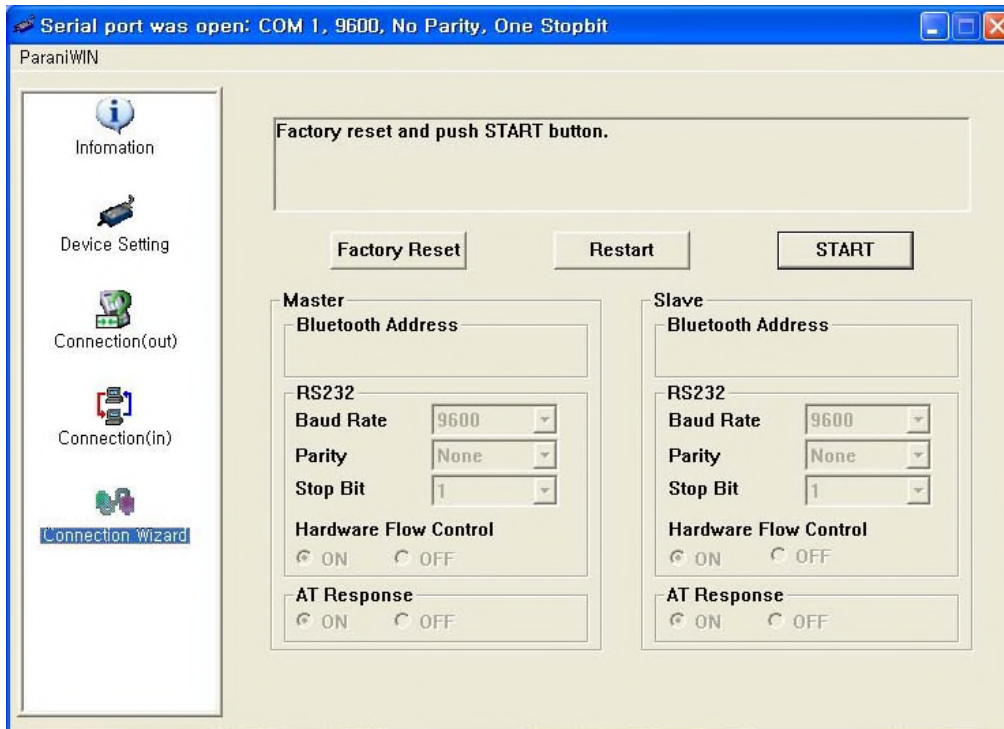 Serial port was open: COM 1, 9600, No Parity, One Stopbit
ParaniWIN
Infomation
Device Setting
Connection(out)
Connection(in)
Connection Wizard
Factory reset and push START button.
Factory Reset
Restart
START
Master
Bluetooth Address
RS232
Baud Rate 9600
Parity None
Stop Bit 1
Hardware Flow Control
ON OFF
AT Response
ON OFF
Slave
Bluetooth Address
RS232
Baud Rate 9600
Parity None
Stop Bit 1
Hardware Flow Control
ON OFF
AT Response
ON OFF